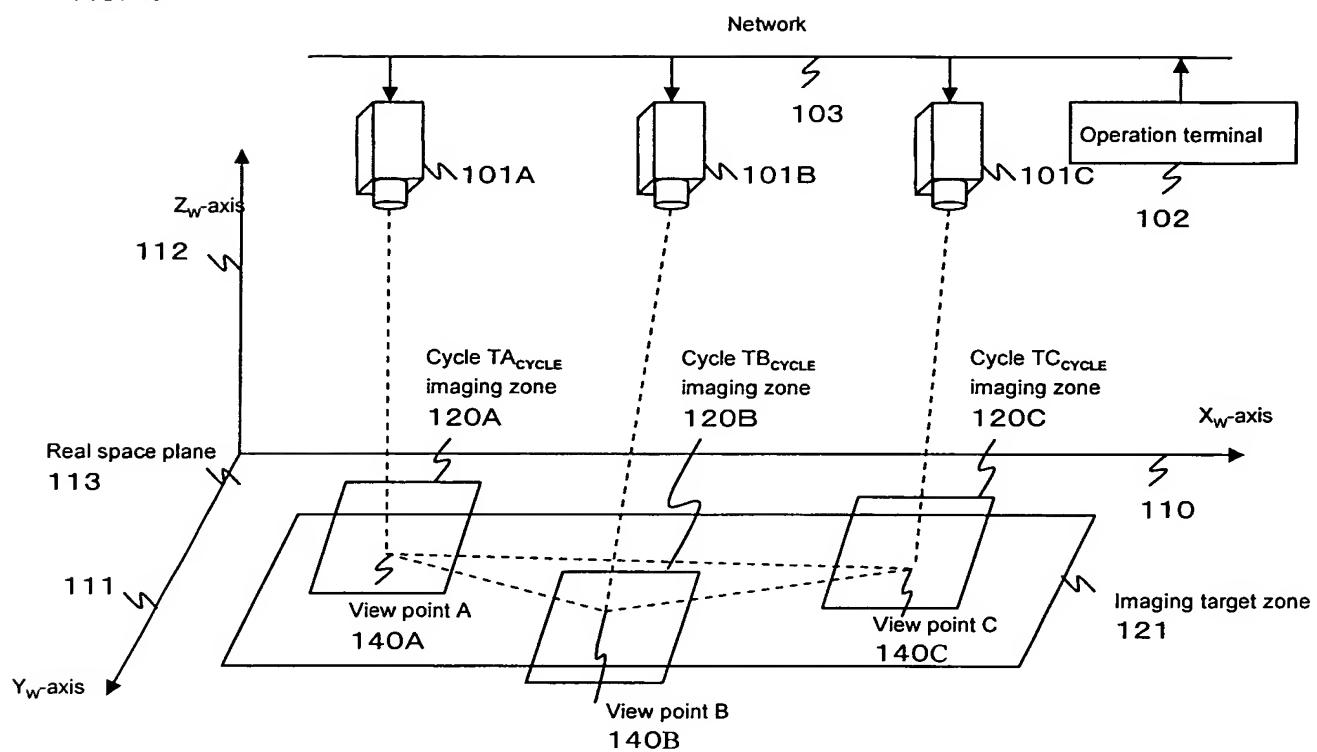 Network
103
Operation terminal
101A
101B
101C
102
Zw-axis
112
Cycle TACYCLE
imaging zone
120A
Cycle TBCYCLE
imaging zone
120B
Cycle TCCYCLE
imaging zone
120C
Xw-axis
Real space plane
113
110
111
View point A
140A
View point C
140C
Imaging target zone
121
Yw-axis
View point B
140B